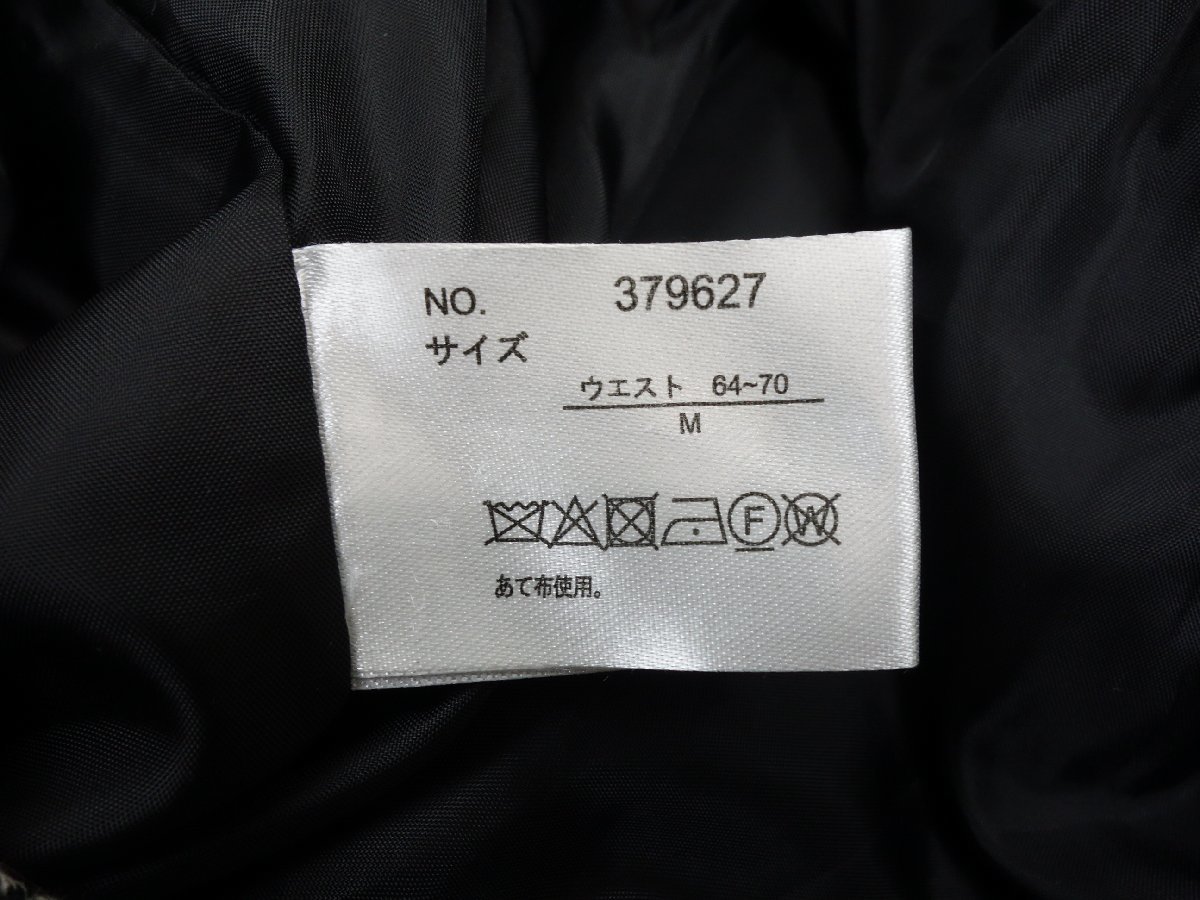 NO. 379627
サイズ
ウエスト 64~70
M
F W
あて布使用。